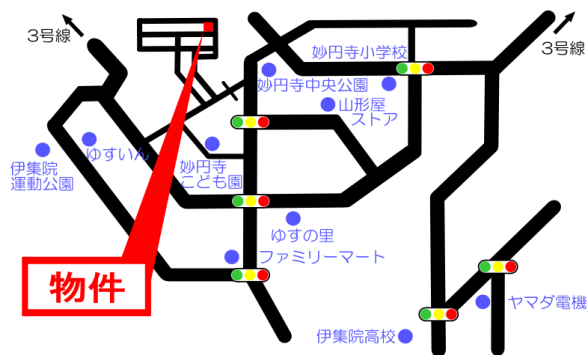 3号線
3号線
妙円寺小学校
妙円寺中央公園
山形屋
ストア
ゆすいん
伊集院
運動公園
妙円寺
こども園
ゆすの里
ファミリーマート
物件
ヤマダ電機
伊集院高校